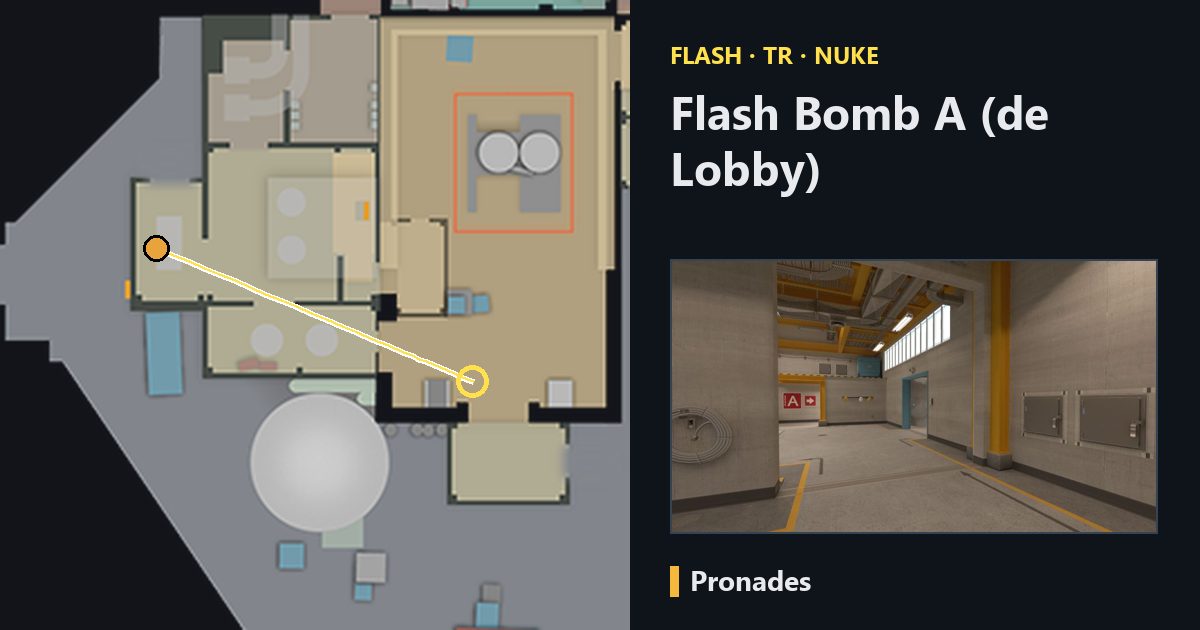 FLASH · TR · NUKE
Flash Bomb A (de
Lobby)
A
Pronades